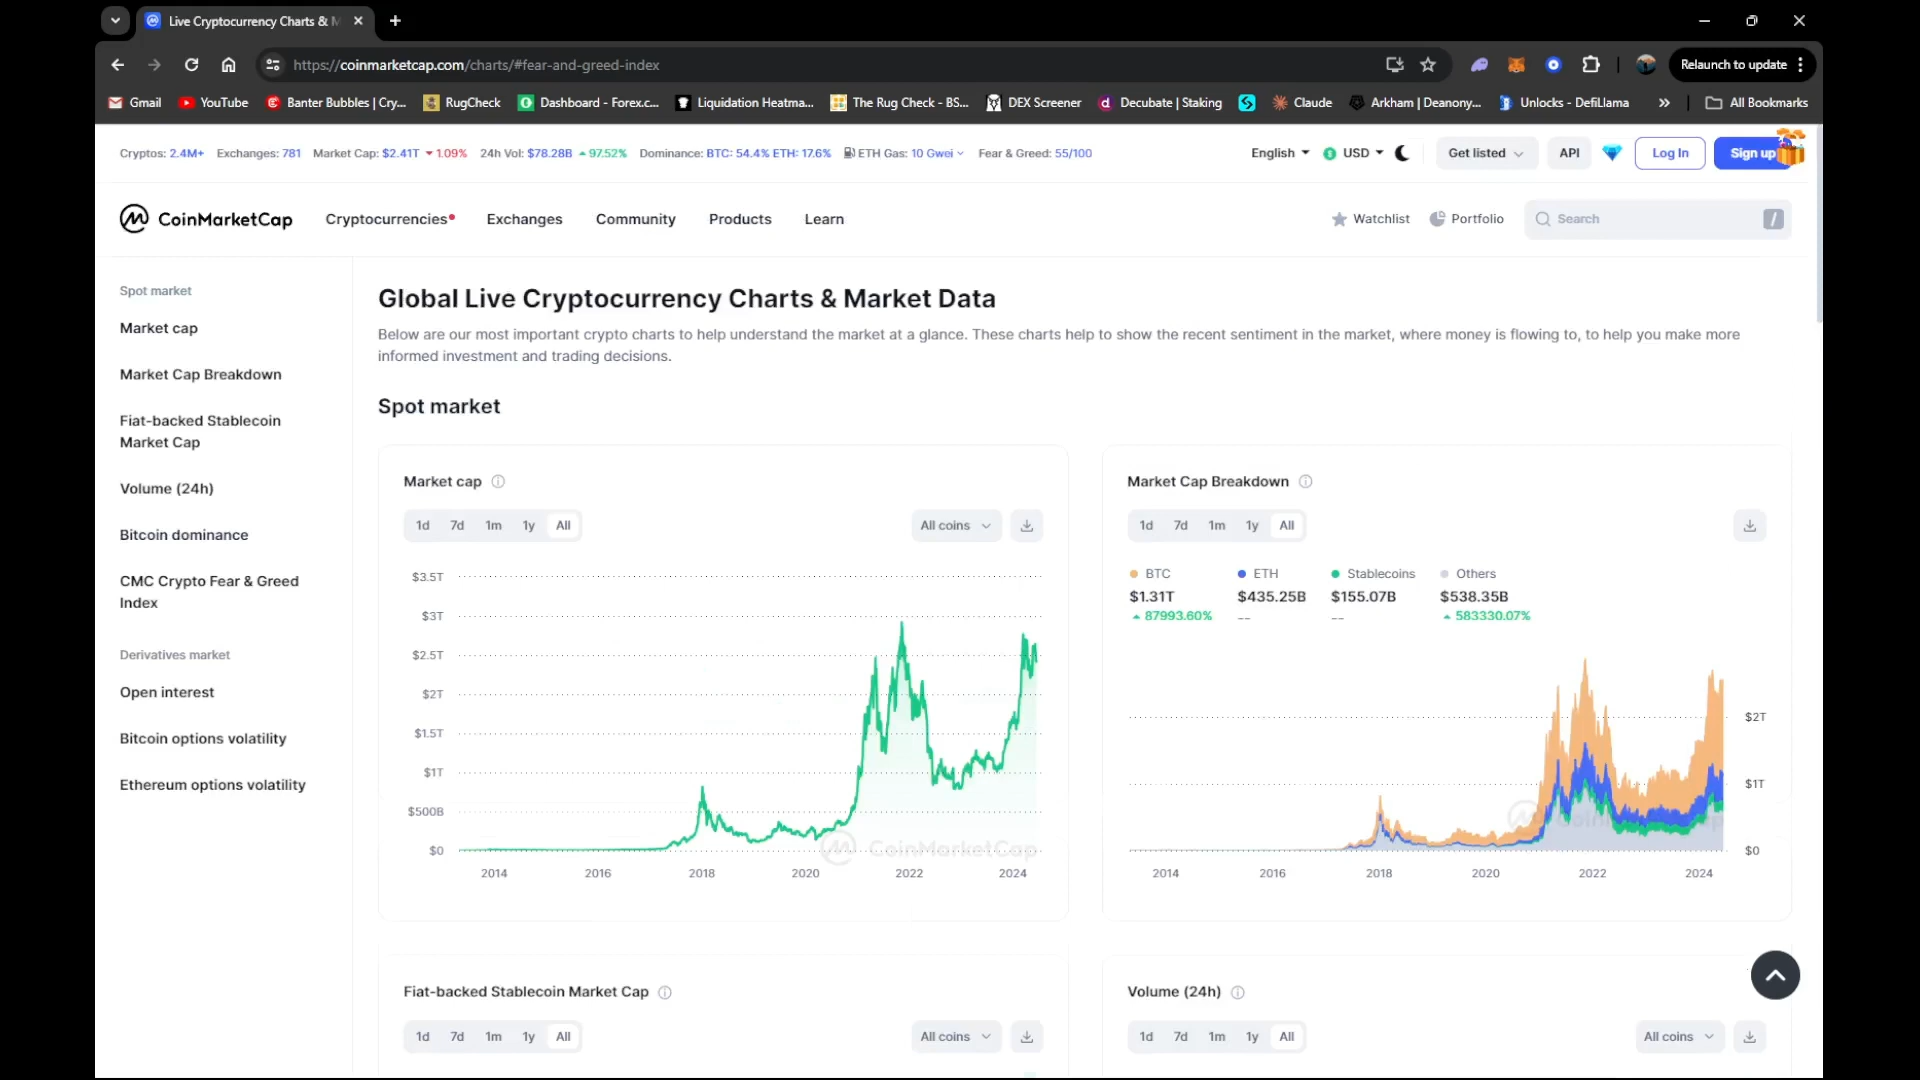 Live Cryptocurrency Charts & M
https://coinmarketcap.com/charts/#fear-and-greed-index
Relaunch to update
Gmail YouTube Banter Bubbles | Cry... RugCheck Dashboard - Forex.c... Liquidation Heatma... The Rug Check - BS... DEX Screener Decubate | Staking Claude Arkham | Deanony... Unlocks - DefiLlama » All Bookmarks
Cryptos: 2.4M+ Exchanges: 781 Market Cap: $2.41T 1.09% 24h Vol: $78.28B 97.52% Dominance: BTC: 54.4% ETH: 17.6% ETH Gas: 10 Gwei Fear & Greed: 55/100
English USD Get listed API Log In Sign up
CoinMarketCap Cryptocurrencies Exchanges Community Products Learn Watchlist Portfolio Search /
Spot market
Market cap
Market Cap Breakdown
Fiat-backed Stablecoin
Market Cap
Volume (24h)
Bitcoin dominance
CMC Crypto Fear & Greed
Index
Derivatives market
Open interest
Bitcoin options volatility
Ethereum options volatility
Global Live Cryptocurrency Charts & Market Data
Below are our most important crypto charts to help understand the market at a glance. These charts help to show the recent sentiment in the market, where money is flowing to, to help you make more
informed investment and trading decisions.
Spot market
Market cap
1d 7d 1m 1y All All coins
$3.5T
$3T
$2.5T
$2T
$1.5T
$1T
$500B
$0
CoinMarketCap
2014 2016 2018 2020 2022 2024
Market Cap Breakdown
1d 7d 1m 1y All
BTC ETH Stablecoins Others
$1.31T $435.25B $155.07B $538.35B
87993.60% -- -- 583330.07%
$2T
$1T
CoinMarketCap
$0
2014 2016 2018 2020 2022 2024
Fiat-backed Stablecoin Market Cap
1d 7d 1m 1y All All coins
Volume (24h)
1d 7d 1m 1y All All coins